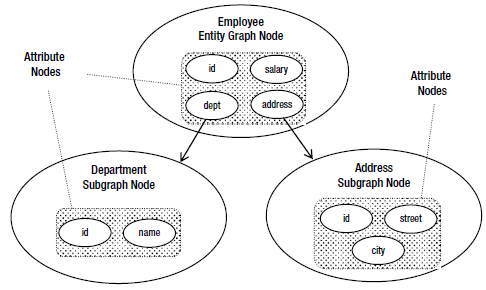 Employee
Entity Graph Node
Attribute
Nodes
id
salary
dept
address
Attribute
Nodes
Department
Subgraph Node
id
name
Address
Subgraph Node
id
street
city